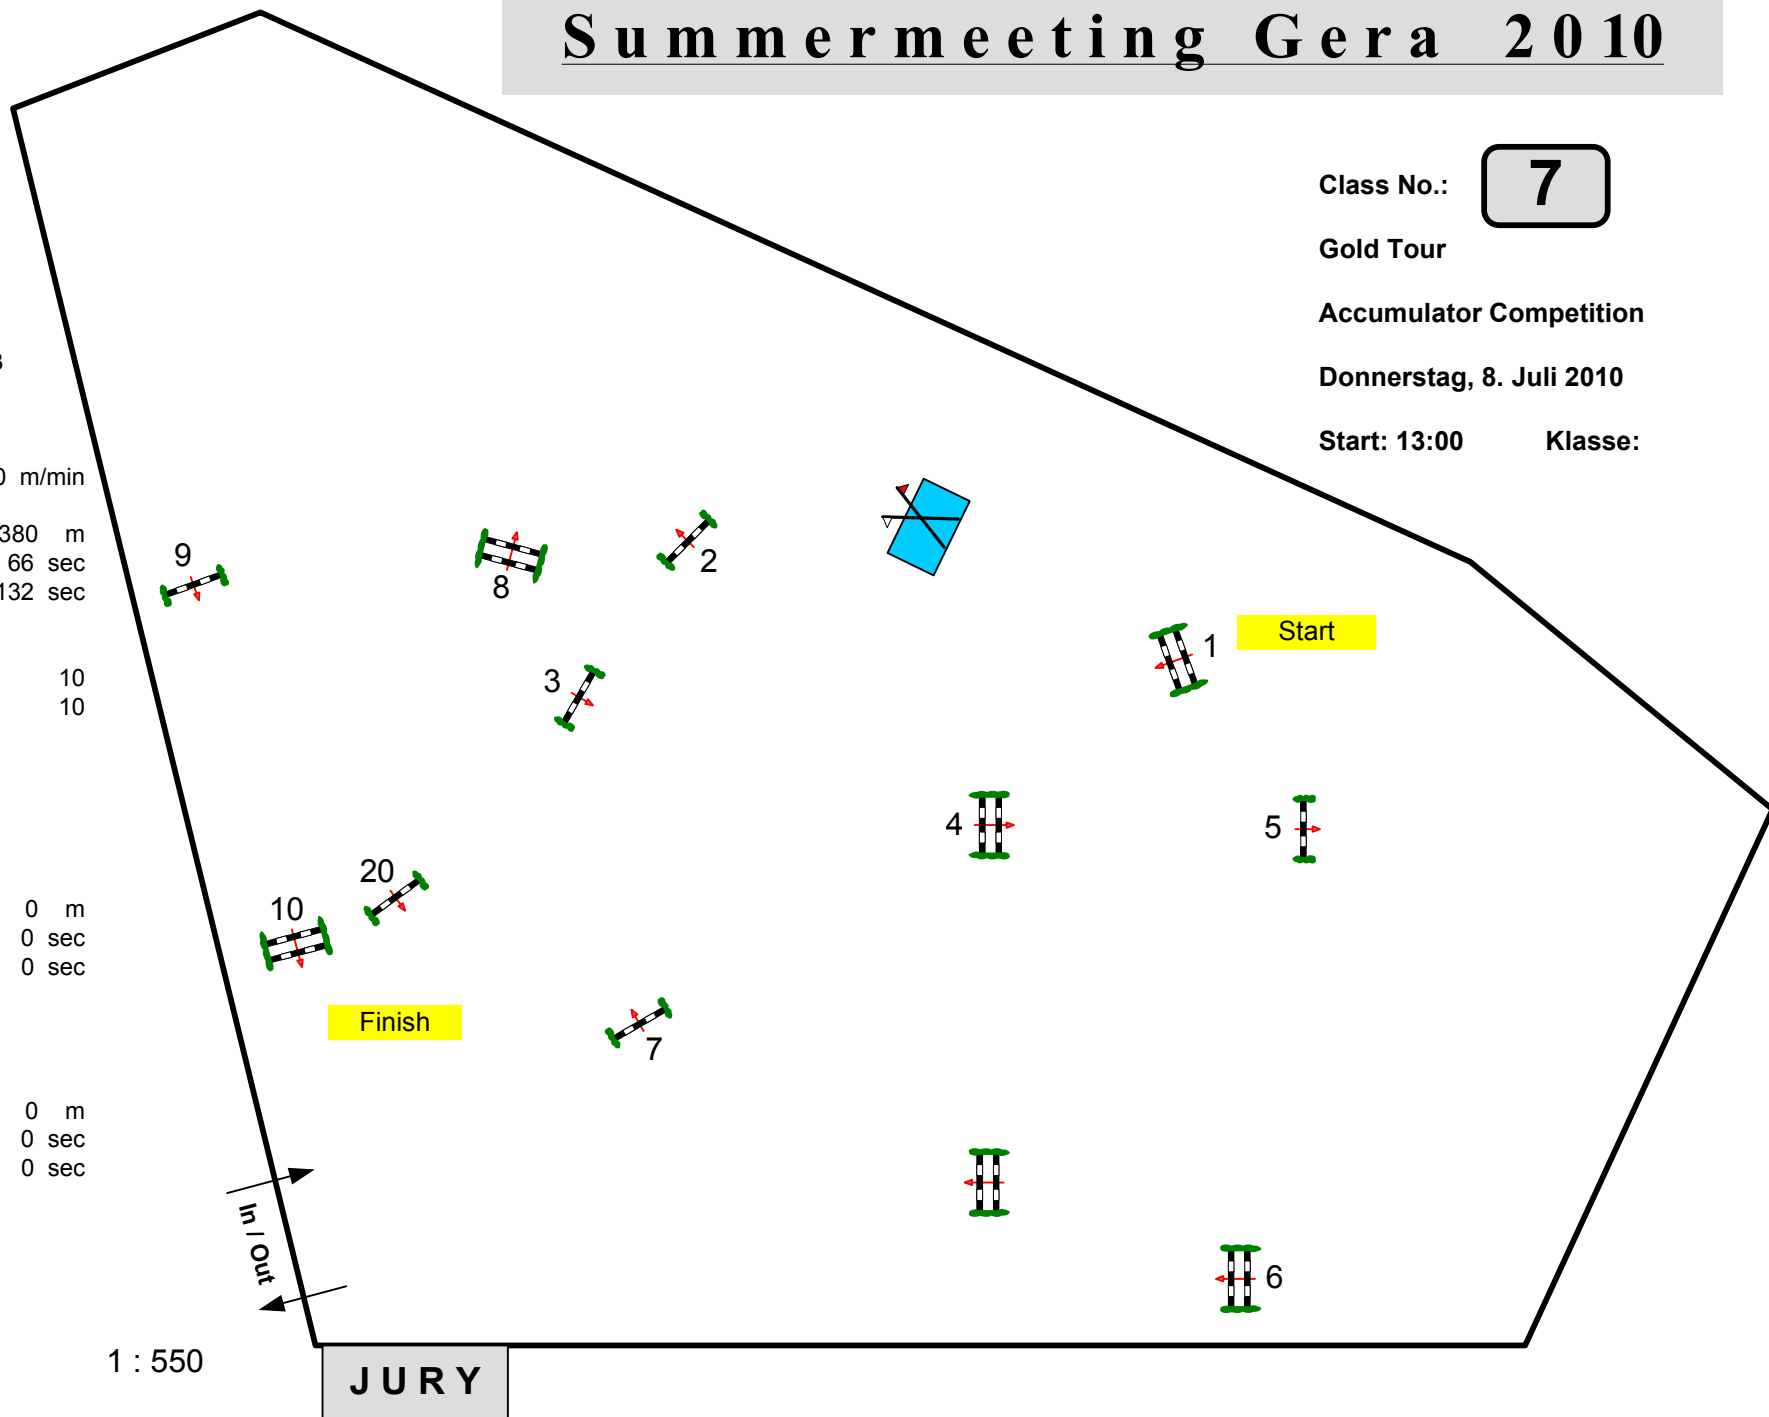 Summermeeting Gera 2010
Class No.: 7
Gold Tour
Accumulator Competition
Donnerstag, 8. Juli 2010
Start: 13:00 Klasse:
m/min
380 m
66 sec
132 sec
10
10
0 m
0 sec
0 sec
0 m
0 sec
0 sec
9
8
2
1
Start
3
4
5
20
10
Finish
7
6
In / Out
1 : 550
JURY